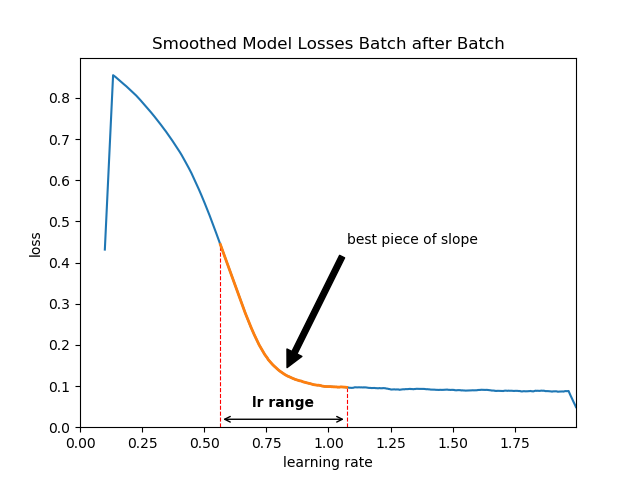 Smoothed Model Losses Batch after Batch
loss
0.8
0.7
0.6
0.5
0.4
0.3
0.2
0.1
0.0
best piece of slope
lr range
0.00 0.25 0.50 0.75 1.00 1.25 1.50 1.75
learning rate